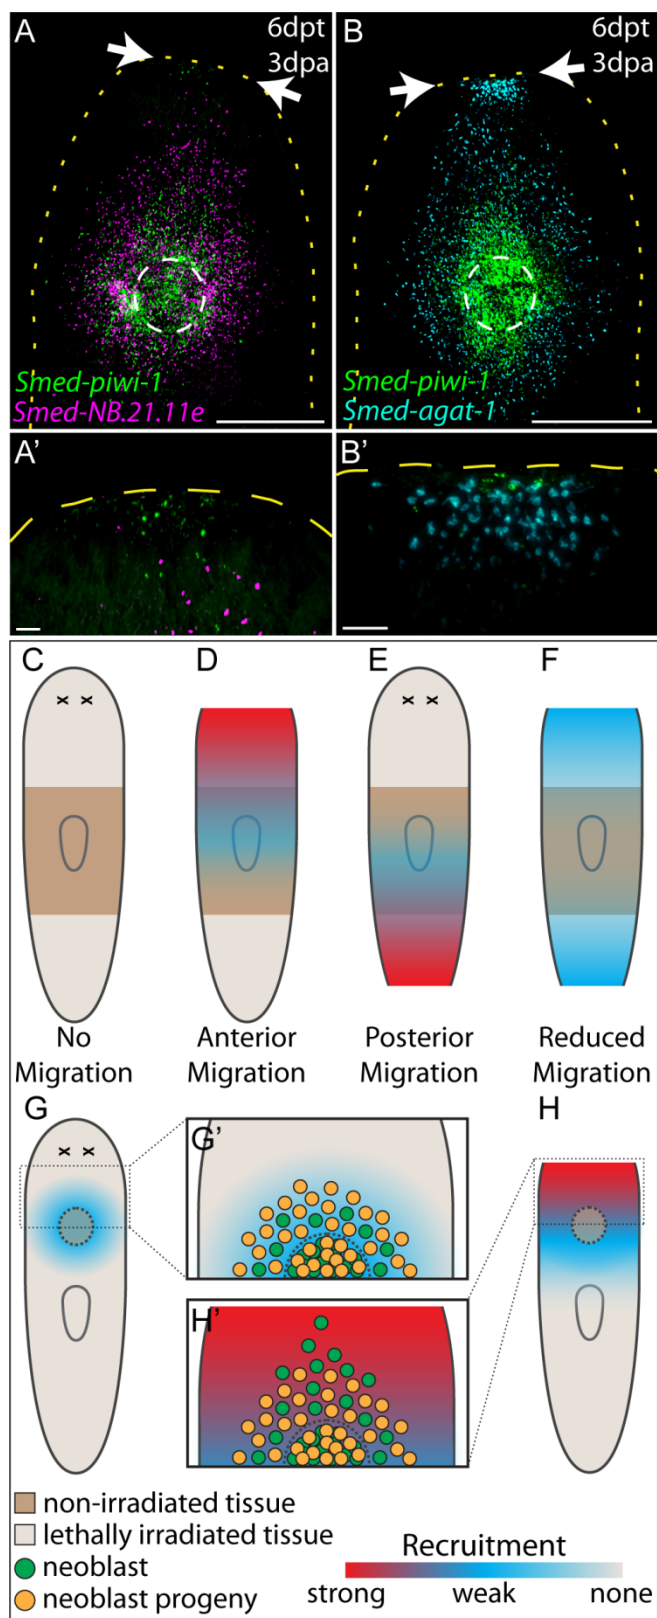 A
6dpt
3dpa
Smed-piwi-1
Smed-NB.21.11e
B
6dpt
3dpa
Smed-piwi-1
Smed-agat-1
A’
B’
C
D
E
F
x x
x x
No
Migration
Anterior
Migration
Posterior
Migration
Reduced
Migration
G
G’
H
x x
H’
non-irradiated tissue
lethally irradiated tissue
neoblast
neoblast progeny
Recruitment
strong weak none